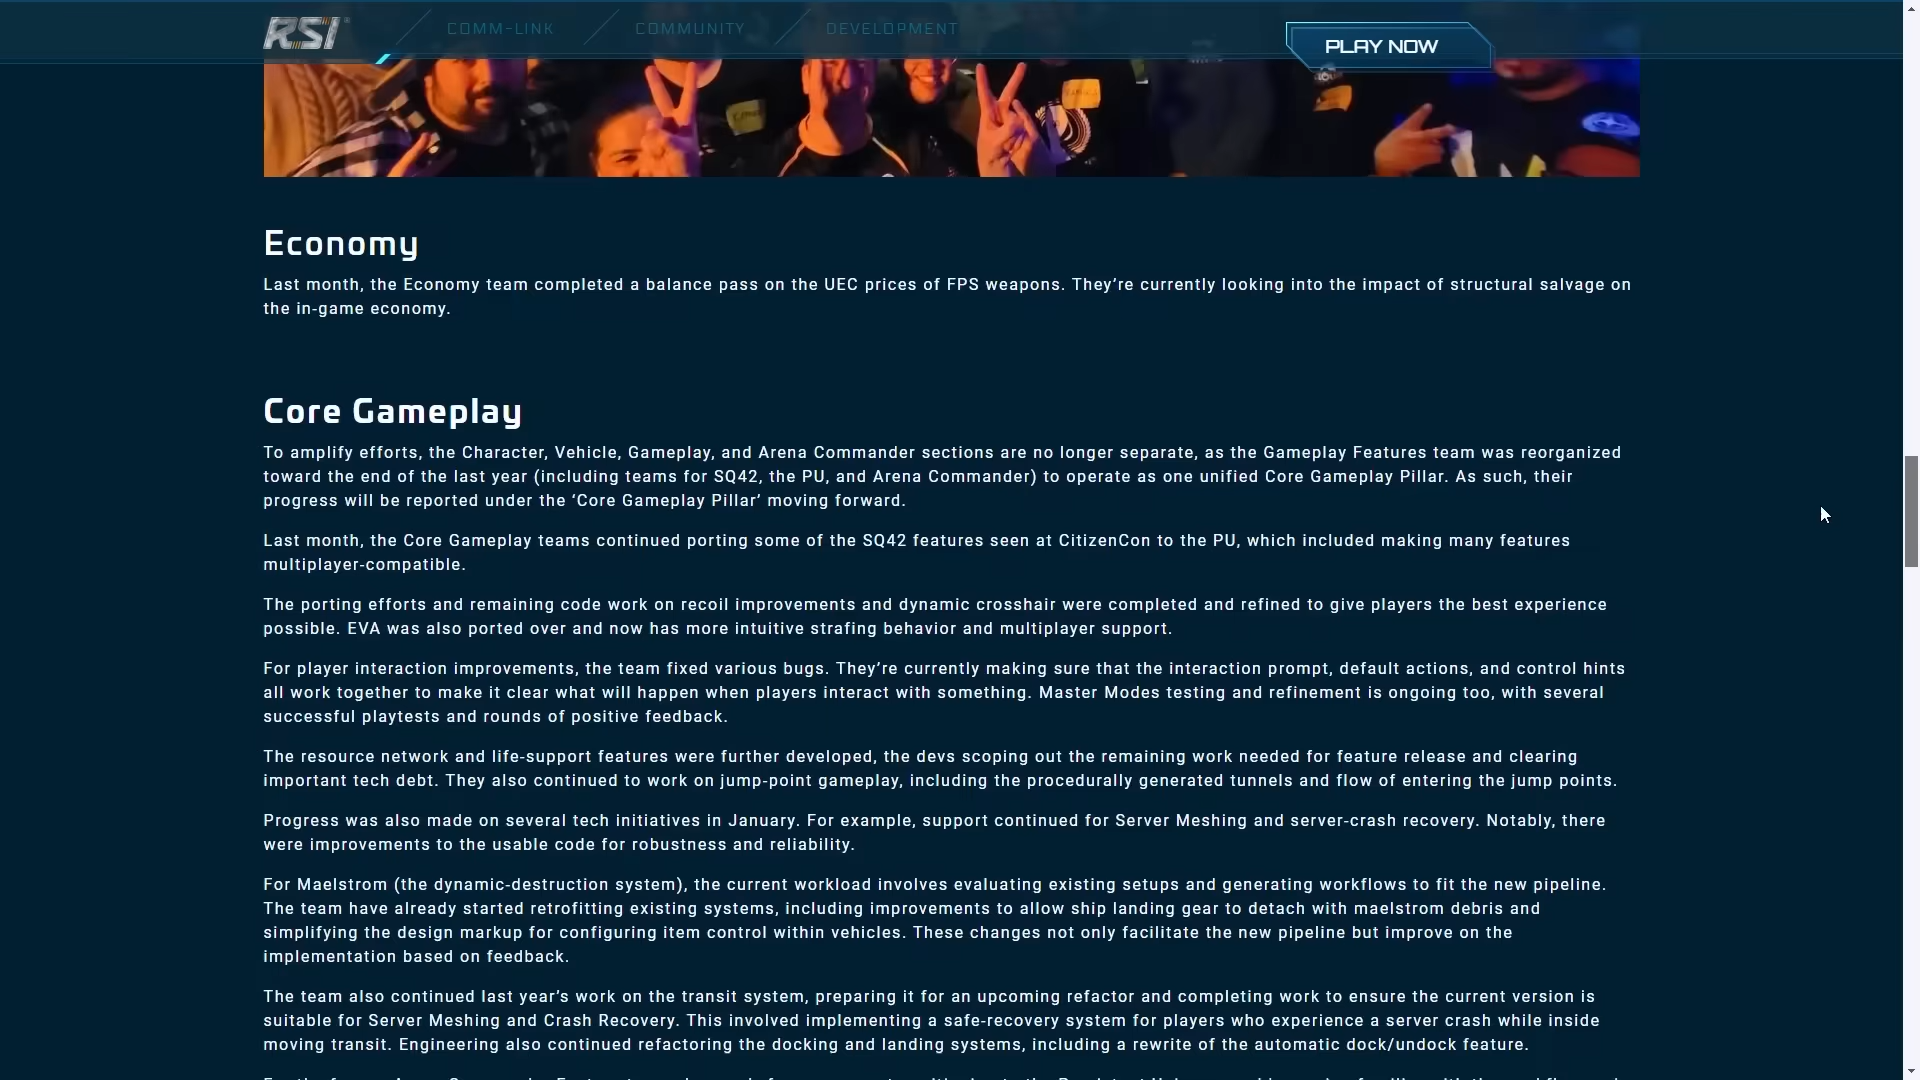 RSI
COMM-LINK
COMMUNITY
DEVELOPMENT
PLAY NOW
Economy
Last month, the Economy team completed a balance pass on the UEC prices of FPS weapons. They’re currently looking into the impact of structural salvage on
the in-game economy.
Core Gameplay
To amplify efforts, the Character, Vehicle, Gameplay, and Arena Commander sections are no longer separate, as the Gameplay Features team was reorganized
toward the end of the last year (including teams for SQ42, the PU, and Arena Commander) to operate as one unified Core Gameplay Pillar. As such, their
progress will be reported under the ‘Core Gameplay Pillar’ moving forward.
Last month, the Core Gameplay teams continued porting some of the SQ42 features seen at CitizenCon to the PU, which included making many features
multiplayer-compatible.
The porting efforts and remaining code work on recoil improvements and dynamic crosshair were completed and refined to give players the best experience
possible. EVA was also ported over and now has more intuitive strafing behavior and multiplayer support.
For player interaction improvements, the team fixed various bugs. They’re currently making sure that the interaction prompt, default actions, and control hints
all work together to make it clear what will happen when players interact with something. Master Modes testing and refinement is ongoing too, with several
successful playtests and rounds of positive feedback.
The resource network and life-support features were further developed, the devs scoping out the remaining work needed for feature release and clearing
important tech debt. They also continued to work on jump-point gameplay, including the procedurally generated tunnels and flow of entering the jump points.
Progress was also made on several tech initiatives in January. For example, support continued for Server Meshing and server-crash recovery. Notably, there
were improvements to the usable code for robustness and reliability.
For Maelstrom (the dynamic-destruction system), the current workload involves evaluating existing setups and generating workflows to fit the new pipeline.
The team have already started retrofitting existing systems, including improvements to allow ship landing gear to detach with maelstrom debris and
simplifying the design markup for configuring item control within vehicles. These changes not only facilitate the new pipeline but improve on the
implementation based on feedback.
The team also continued last year’s work on the transit system, preparing it for an upcoming refactor and completing work to ensure the current version is
suitable for Server Meshing and Crash Recovery. This involved implementing a safe-recovery system for players who experience a server crash while inside
moving transit. Engineering also continued refactoring the docking and landing systems, including a rewrite of the automatic dock/undock feature.